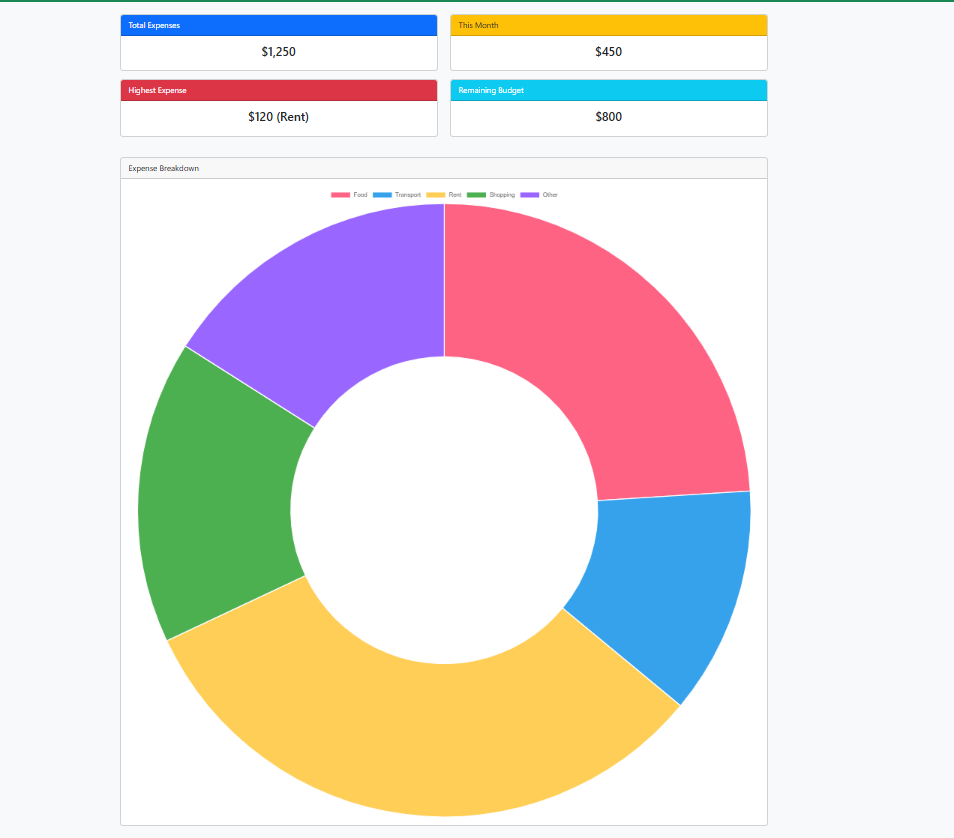 Total Expenses
$1,250
This Month
$450
Highest Expense
$120 (Rent)
Remaining Budget
$800
Expense Breakdown
Food Transport Rent Shopping Other